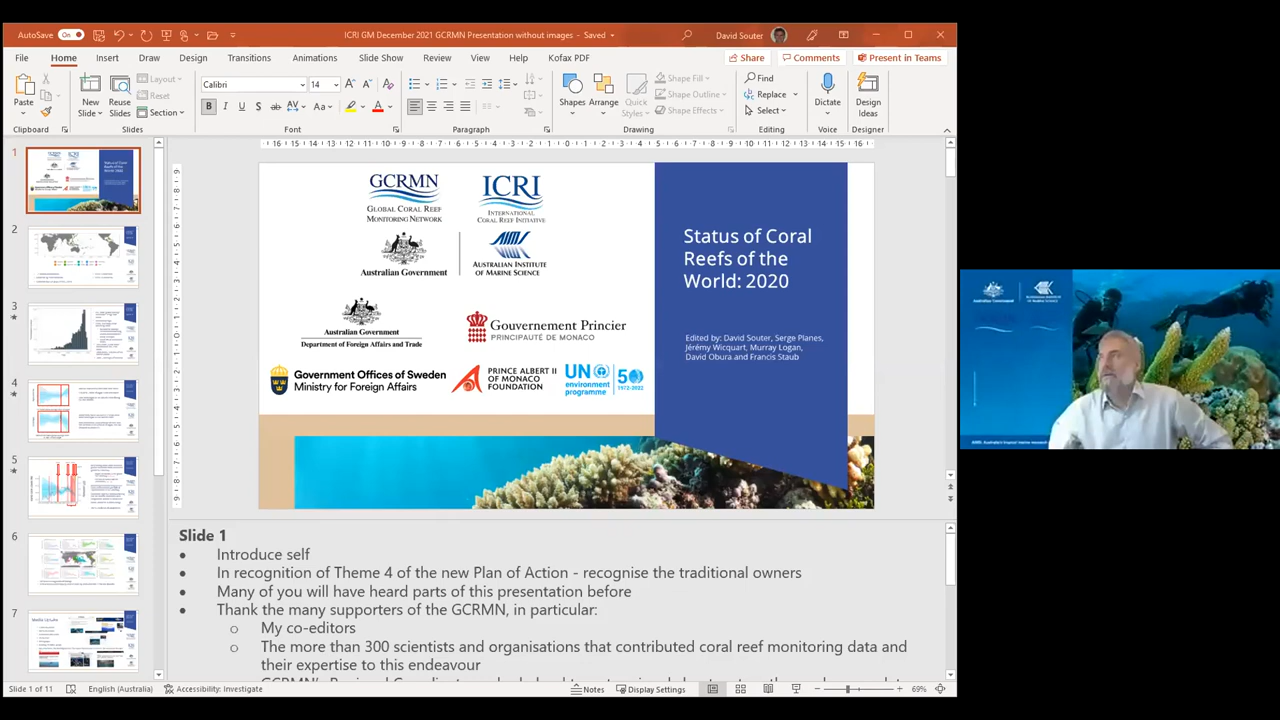 AutoSave On
ICRI GM December 2021 GCRMN Presentation without images - Saved
David Souter
File Home Insert Draw Design Transitions Animations Slide Show Review View Help Kofax PDF
Share Comments Present in Teams
Paste
Clipboard
New Slide
Reuse Slides
Layout
Reset
Section
Slides
Calibri 14
Font
Paragraph
Shapes
Arrange
Quick Styles
Shape Fill
Shape Outline
Shape Effects
Drawing
Find
Replace
Select
Editing
Dictate
Voice
Design Ideas
Designer
1
2
3
4
5
6
7
GCRMN
GLOBAL CORAL REEF
MONITORING NETWORK
ICRI
INTERNATIONAL
CORAL REEF INITIATIVE
Australian Government
AUSTRALIAN INSTITUTE
OF MARINE SCIENCE
Australian Government
Department of Foreign Affairs and Trade
Gouvernement Princier
PRINCIPAUTÉ DE MONACO
Government Offices of Sweden
Ministry for Foreign Affairs
PRINCE ALBERT II
OF MONACO
FOUNDATION
UN
environment
programme
50
1972-2022
Status of Coral
Reefs of the
World: 2020
Edited by: David Souter, Serge Planes,
Jérémy Wicquart, Murray Logan,
David Obura and Francis Staub
Slide 1
• Introduce self
• In recognition of Theme 4 of the new Plan of Action - recognise the traditional owners
• Many of you will have heard parts of this presentation before
• Thank the many supporters of the GCRMN, in particular:
o My co-editors
o The more than 300 scientists and organisations that contributed coral reef monitoring data and
their expertise to this endeavour
Slide 1 of 11
English (Australia)
Accessibility: Investigate
Notes
Display Settings
69%